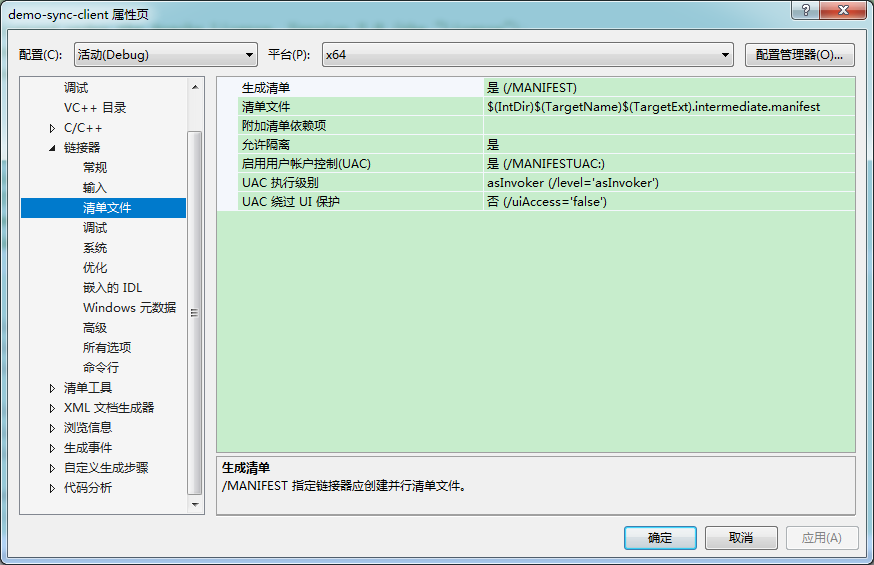 demo-sync-client 属性页
配置(C): 活动(Debug) 平台(P): x64 配置管理器(O)...
调试
VC++ 目录
C/C++
链接器
常规
输入
清单文件
调试
系统
优化
嵌入的 IDL
Windows 元数据
高级
所有选项
命令行
清单工具
XML 文档生成器
浏览信息
生成事件
自定义生成步骤
代码分析
生成清单 是 (/MANIFEST)
清单文件 $(IntDir)$(TargetName)$(TargetExt).intermediate.manifest
附加清单依赖项
允许隔离 是
启用用户帐户控制(UAC) 是 (/MANIFESTUAC:)
UAC 执行级别 asInvoker (/level='asInvoker')
UAC 绕过 UI 保护 否 (/uiAccess='false')
生成清单
/MANIFEST 指定链接器应创建并行清单文件。
确定 取消 应用(A)